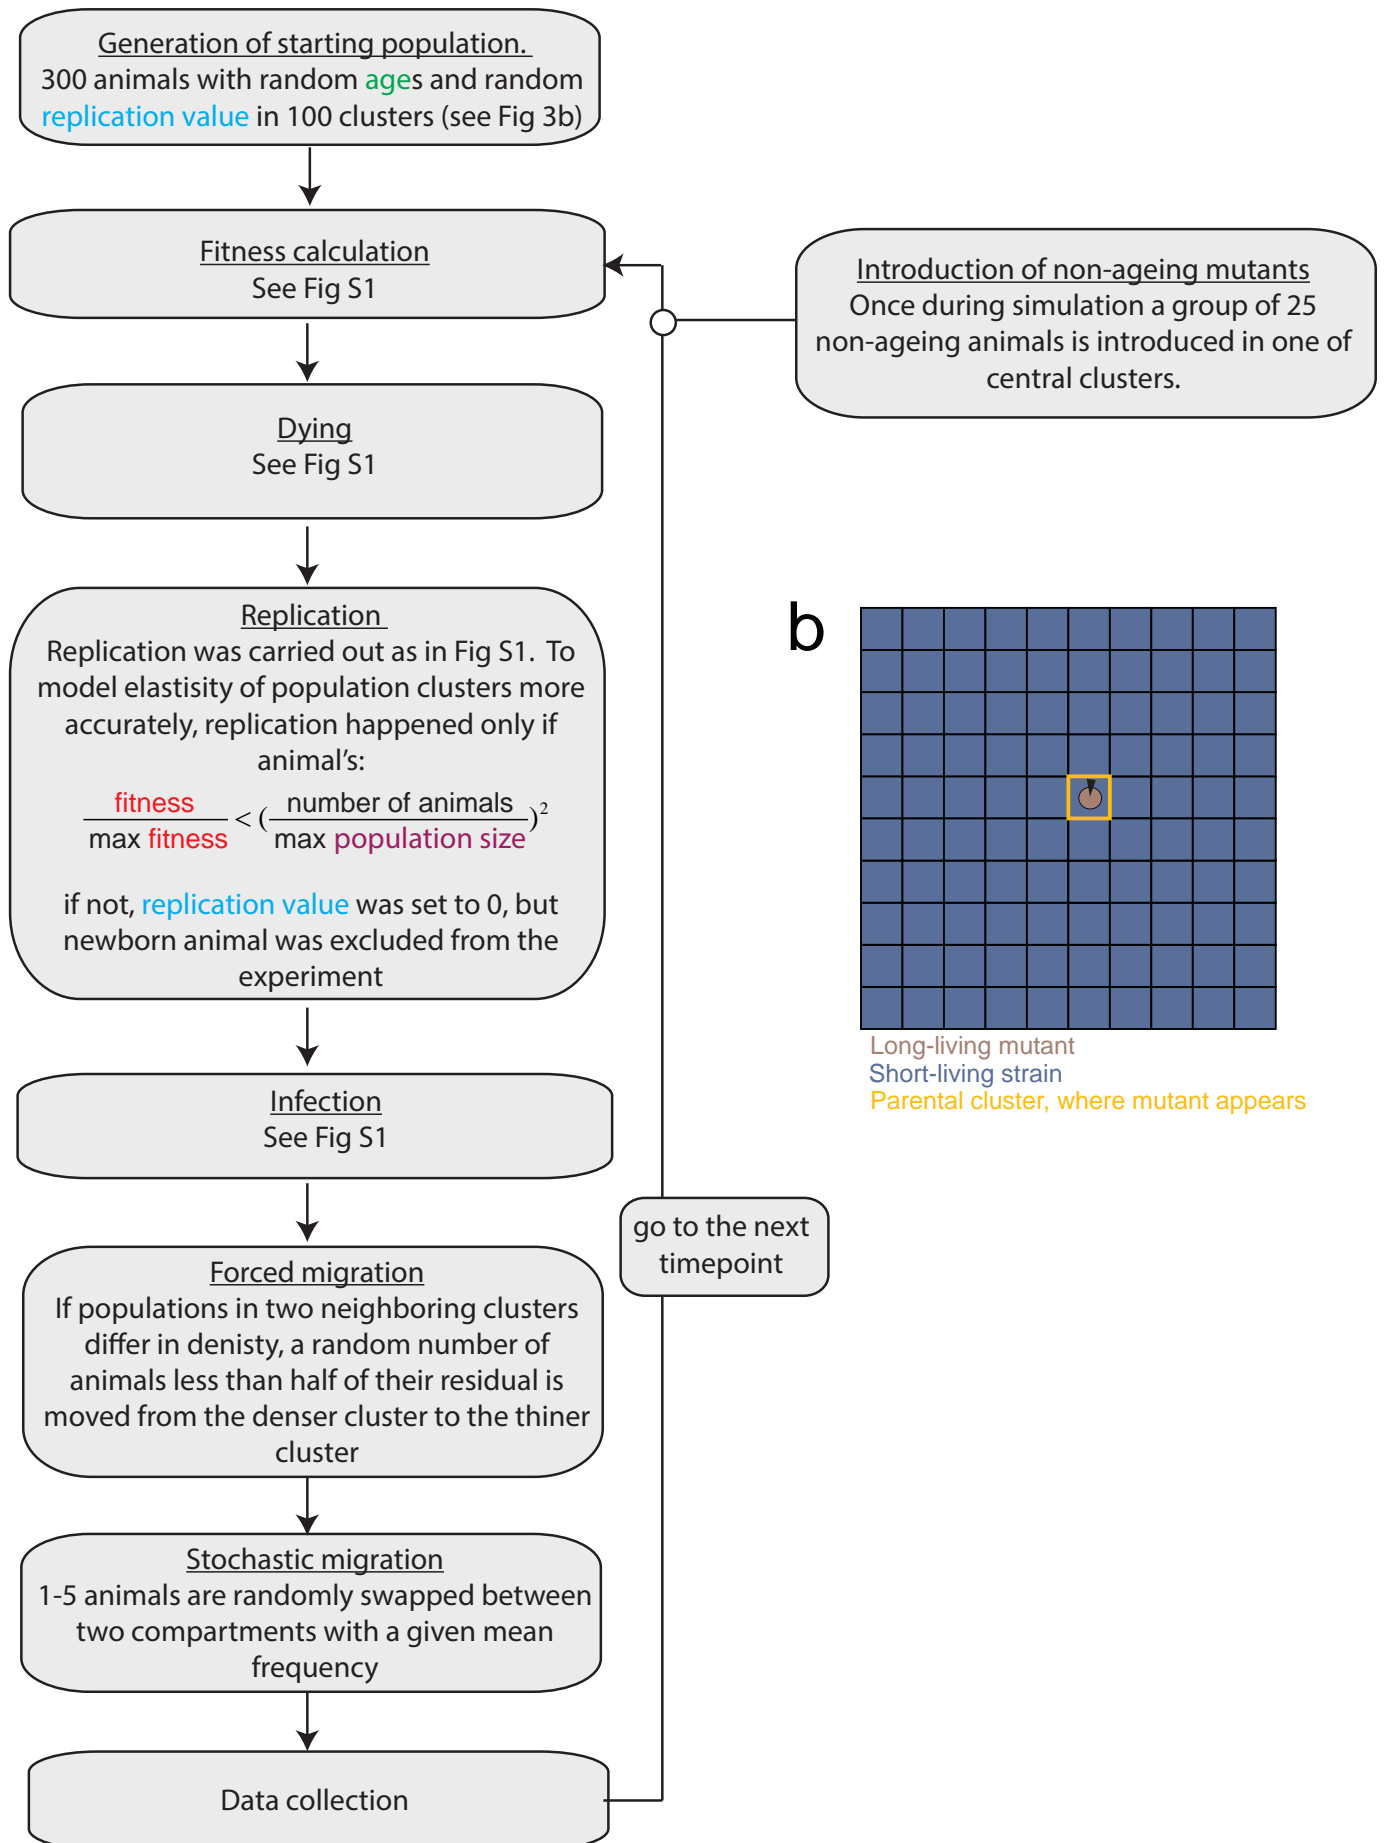 Generation of starting population.
300 animals with random ages and random
replication value in 100 clusters (see Fig 3b)
Fitness calculation
See Fig S1
Introduction of non-ageing mutants
Once during simulation a group of 25
non-ageing animals is introduced in one of
central clusters.
Dying
See Fig S1
Replication
Replication was carried out as in Fig S1. To
model elastisity of population clusters more
accurately, replication happened only if
animal's:
fitness / max fitness < (number of animals / max population size)²
if not, replication value was set to 0, but
newborn animal was excluded from the
experiment
b
Long-living mutant
Short-living strain
Parental cluster, where mutant appears
Infection
See Fig S1
go to the next
timepoint
Forced migration
If populations in two neighboring clusters
differ in denisty, a random number of
animals less than half of their residual is
moved from the denser cluster to the thiner
cluster
Stochastic migration
1-5 animals are randomly swapped between
two compartments with a given mean
frequency
Data collection